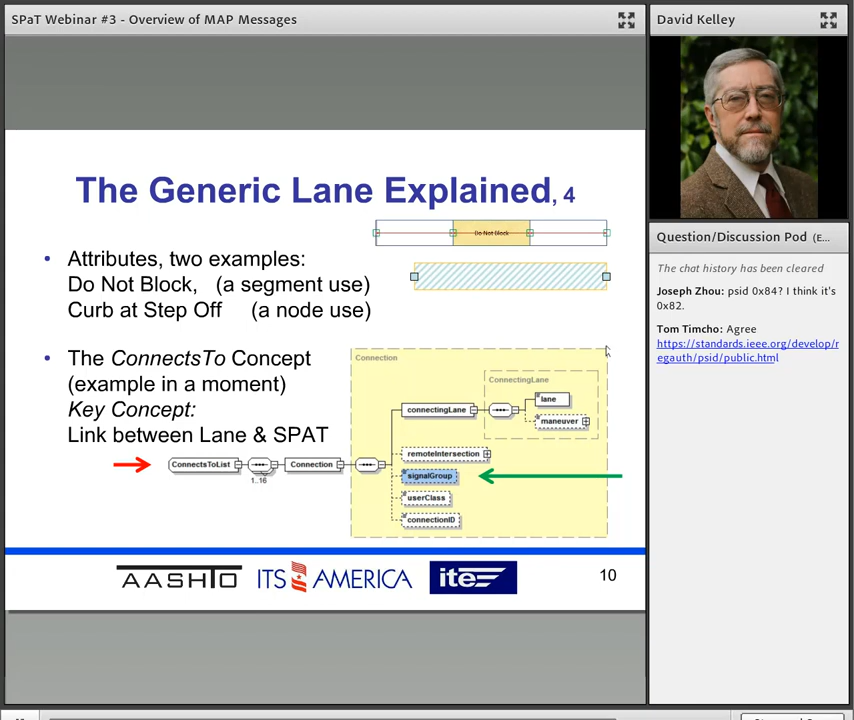 SPaT Webinar #3 - Overview of MAP Messages
The Generic Lane Explained, 4
Do Not Block
• Attributes, two examples:
Do Not Block, (a segment use)
Curb at Step Off (a node use)
• The ConnectsTo Concept
(example in a moment)
Key Concept:
Link between Lane & SPAT
Connection
ConnectingLane
connectingLane
lane
maneuver
ConnectsToList
1..16
Connection
remoteIntersection
signalGroup
userClass
connectionID
AASHTO
ITS AMERICA
ite
10
David Kelley
Question/Discussion Pod (E...
The chat history has been cleared
Joseph Zhou: psid 0x84? I think it's
0x82.
Tom Timcho: Agree
https://standards.ieee.org/develop/r
egauth/psid/public.html